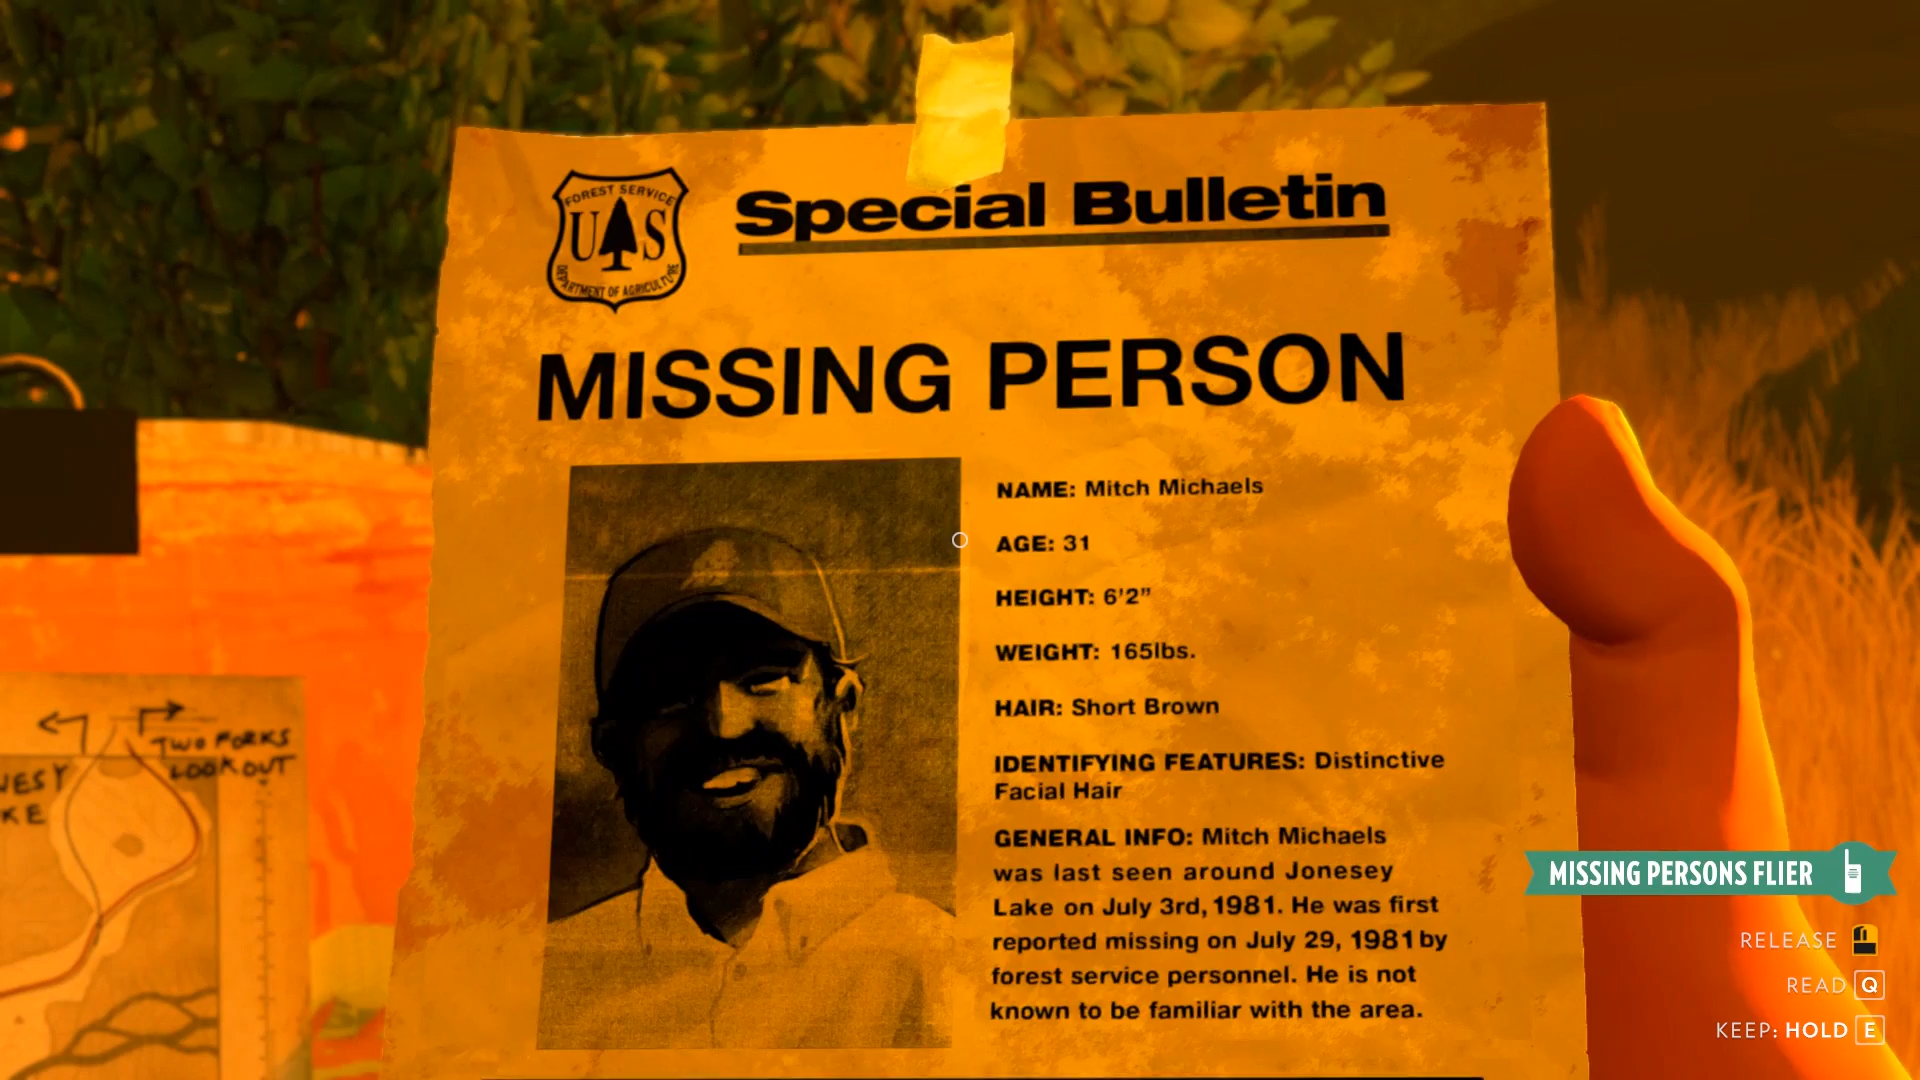 FOREST SERVICE
U S
DEPARTMENT OF AGRICULTURE
Special Bulletin
MISSING PERSON
NAME: Mitch Michaels
AGE: 31
HEIGHT: 6'2”
WEIGHT: 165lbs.
HAIR: Short Brown
IDENTIFYING FEATURES: Distinctive
Facial Hair
GENERAL INFO: Mitch Michaels
was last seen around Jonesey
Lake on July 3rd, 1981. He was first
reported missing on July 29, 1981 by
forest service personnel. He is not
known to be familiar with the area.
TWO FORKS
LOOKOUT
MISSING PERSONS FLIER
RELEASE
READ Q
KEEP: HOLD E